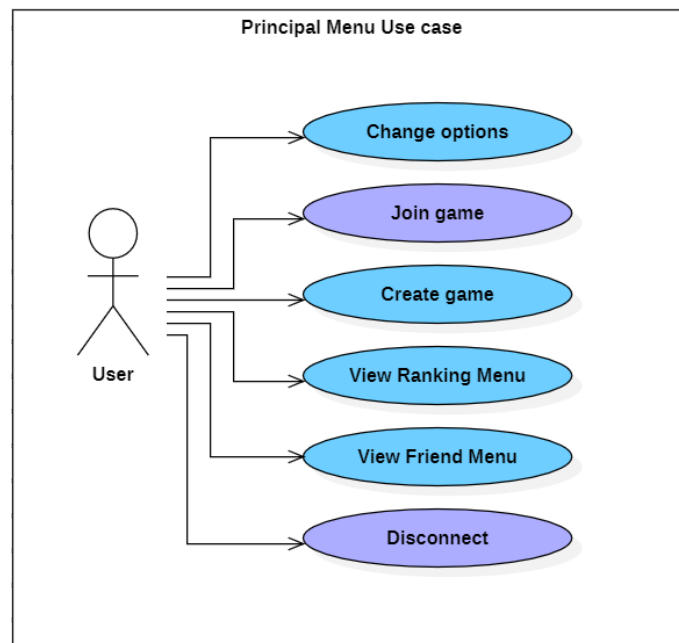 Principal Menu Use case
Change options
Join game
Create game
View Ranking Menu
User
View Friend Menu
Disconnect